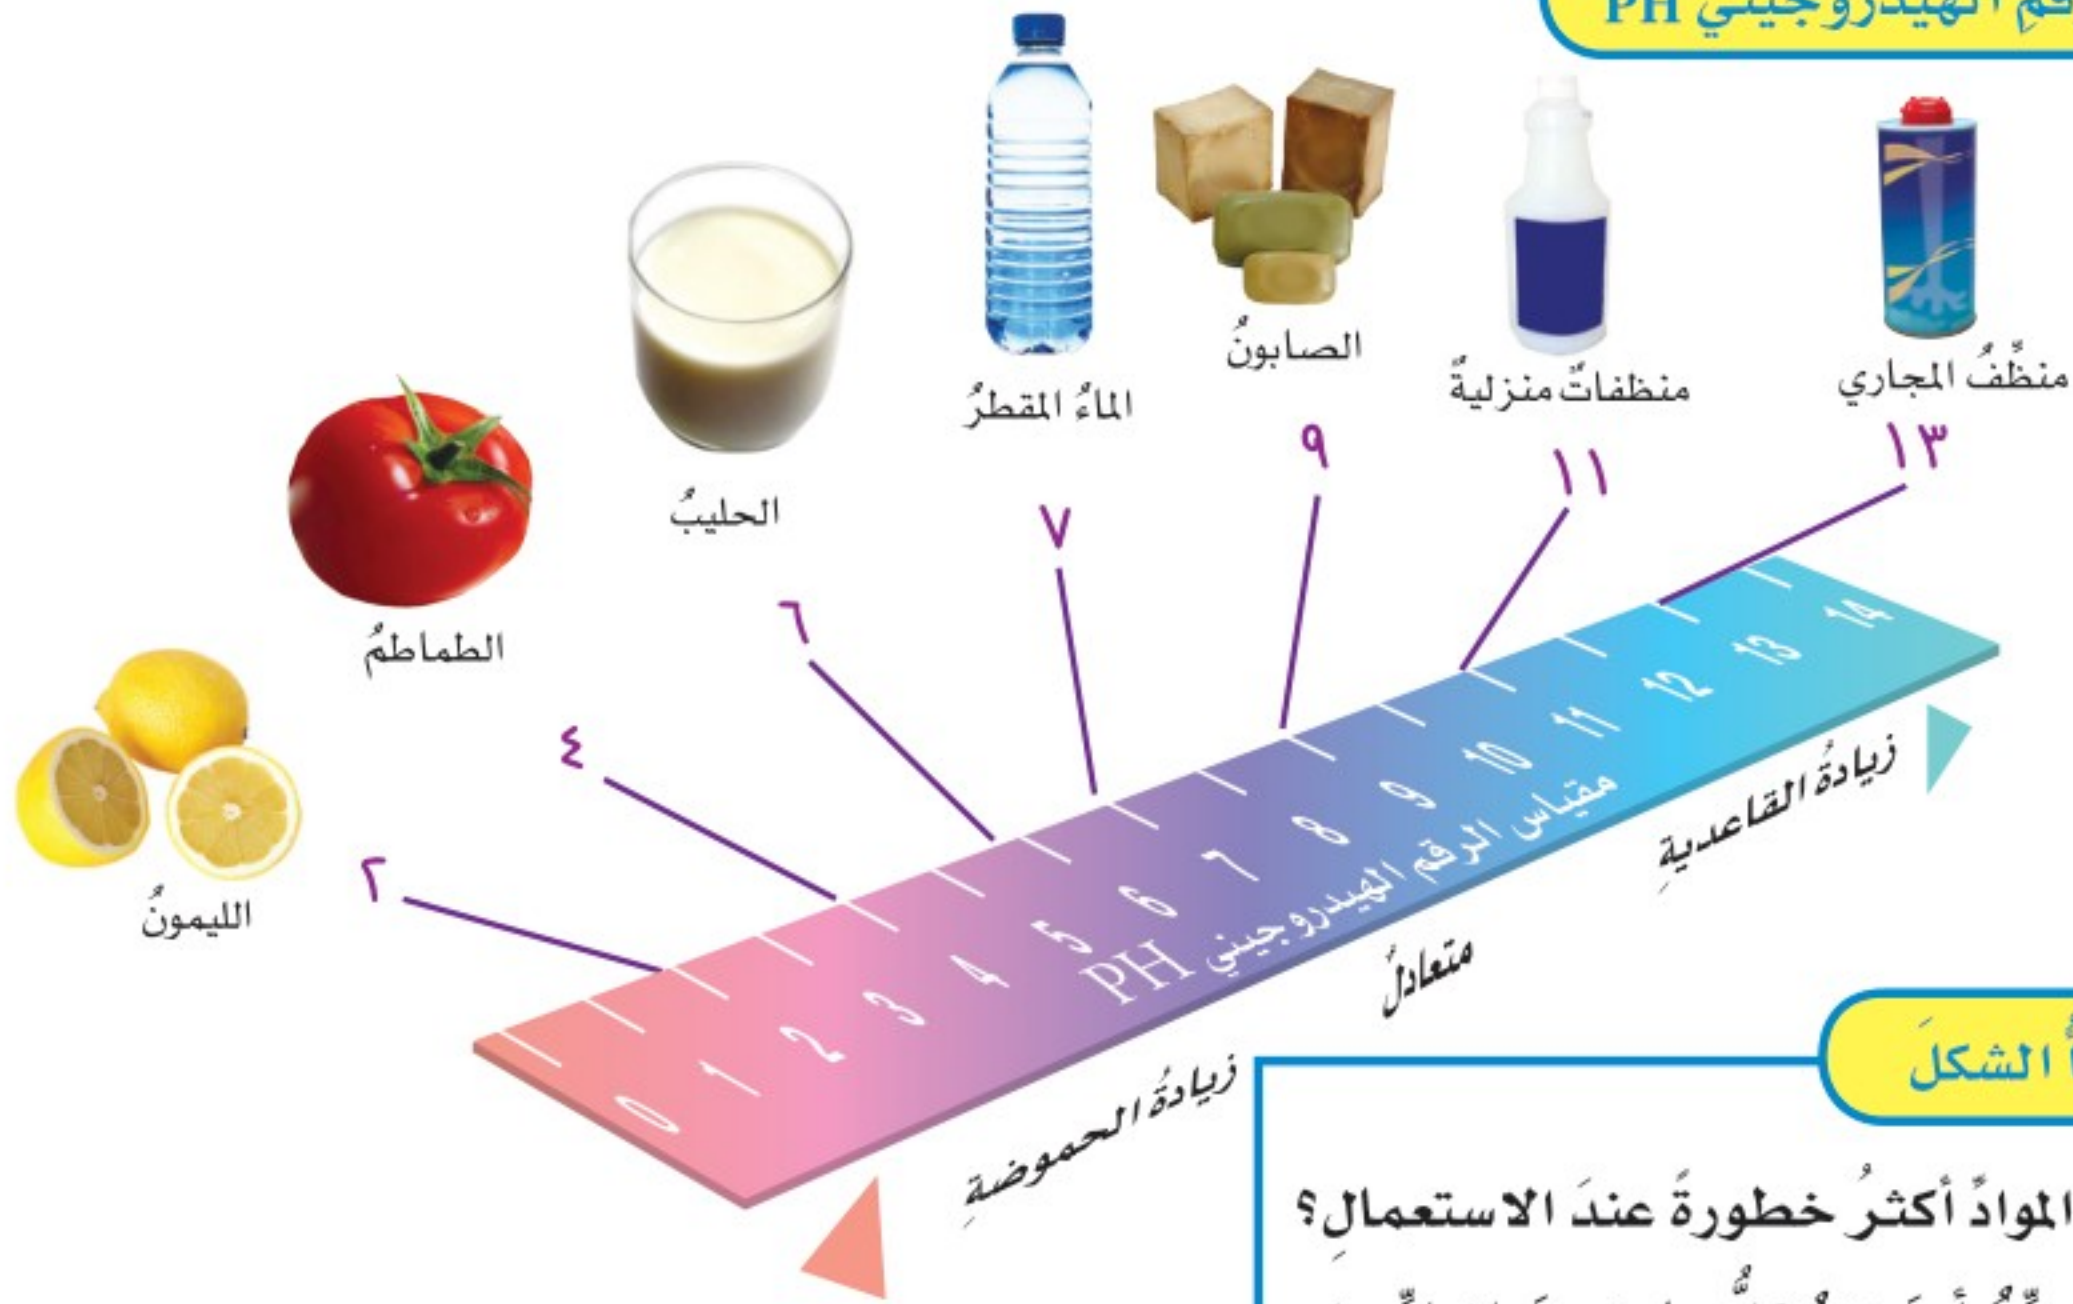 الهيدروجيني PH
منظِّفُ المجاري
١٣
منظفاتٌ منزليةٌ
١١
الصابونُ
٩
الماءُ المقطرُ
٧
الحليبُ
٦
الطماطمُ
٤
الليمونُ
٢
0 1 2 3 4 5 6 7 8 9 10 11 12 13 14
مقياس الرقم الهيدروجيني PH
زيادةُ الحموضةِ
متعادلٌ
زيادةُ القاعديةِ
الشكلَ
الموادِّ أكثرُ خطورةً عندَ الاستعمالِ؟